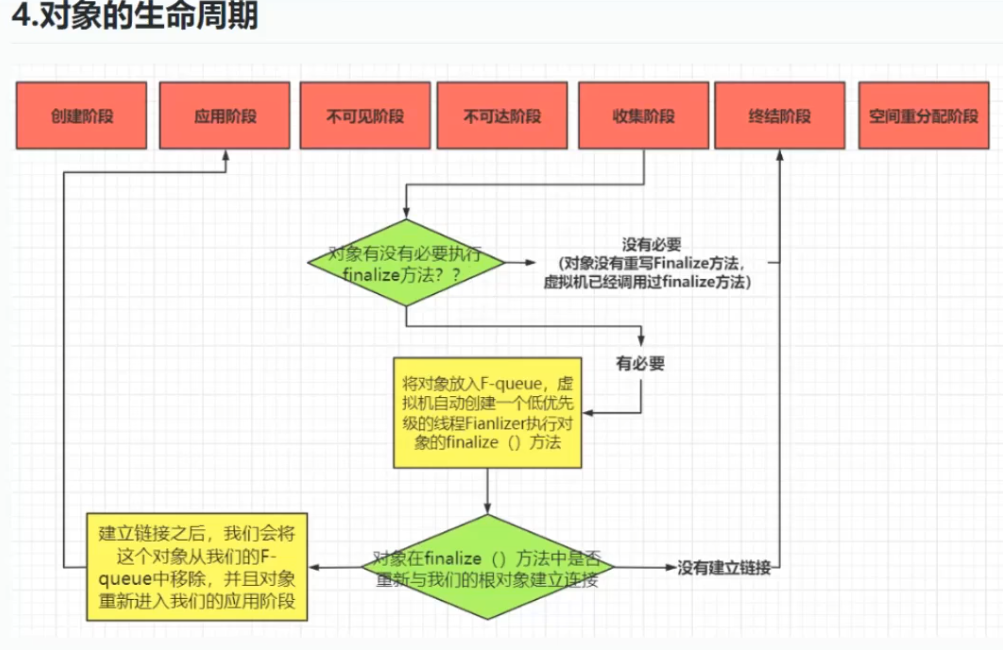 4.对象的生命周期
创建阶段
应用阶段
不可见阶段
不可达阶段
收集阶段
终结阶段
空间重分配阶段
对象有没有必要执行
finalize方法？？
没有必要
（对象没有重写Finalize方法，
虚拟机已经调用过finalize方法）
有必要
将对象放入F-queue，虚
拟机自动创建一个低优先
级的线程Fianlizer执行对
象的finalize（）方法
对象在finalize（）方法中是否
重新与我们的根对象建立连接
没有建立链接
建立链接之后，我们会将
这个对象从我们的F-
queue中移除，并且对象
重新进入我们的应用阶段